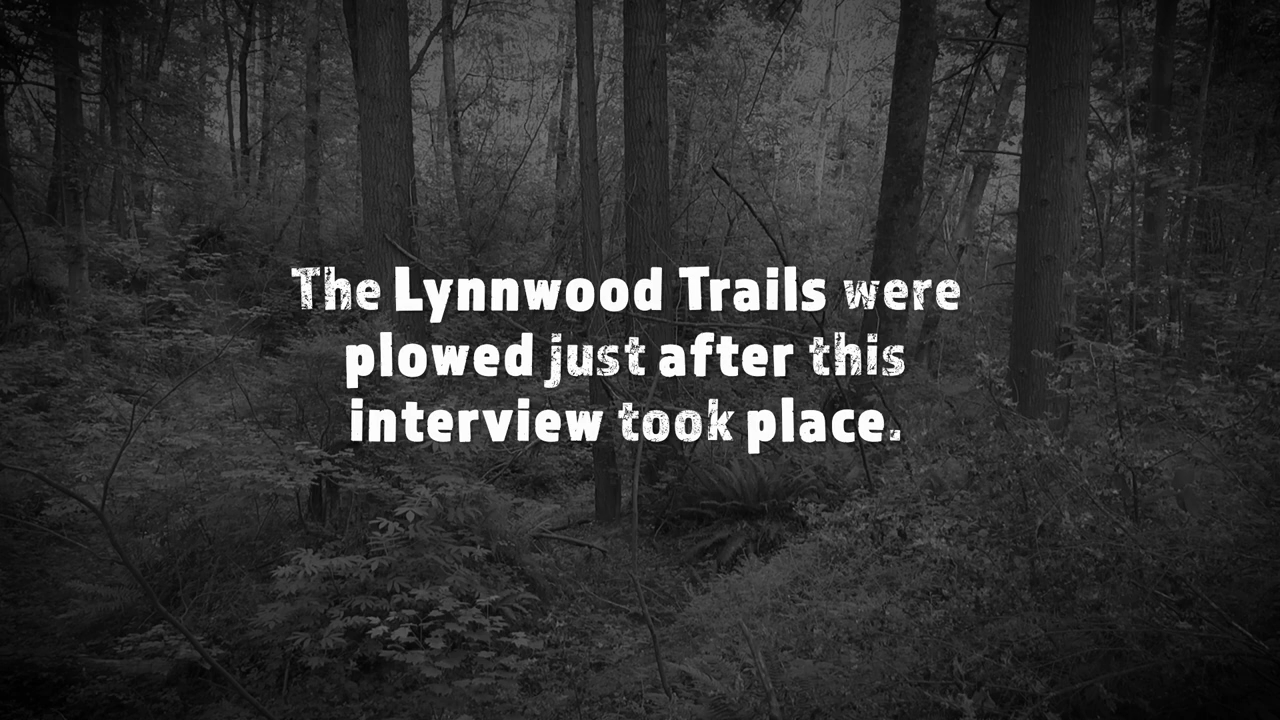 The Lynnwood Trails were
plowed just after this
interview took place.